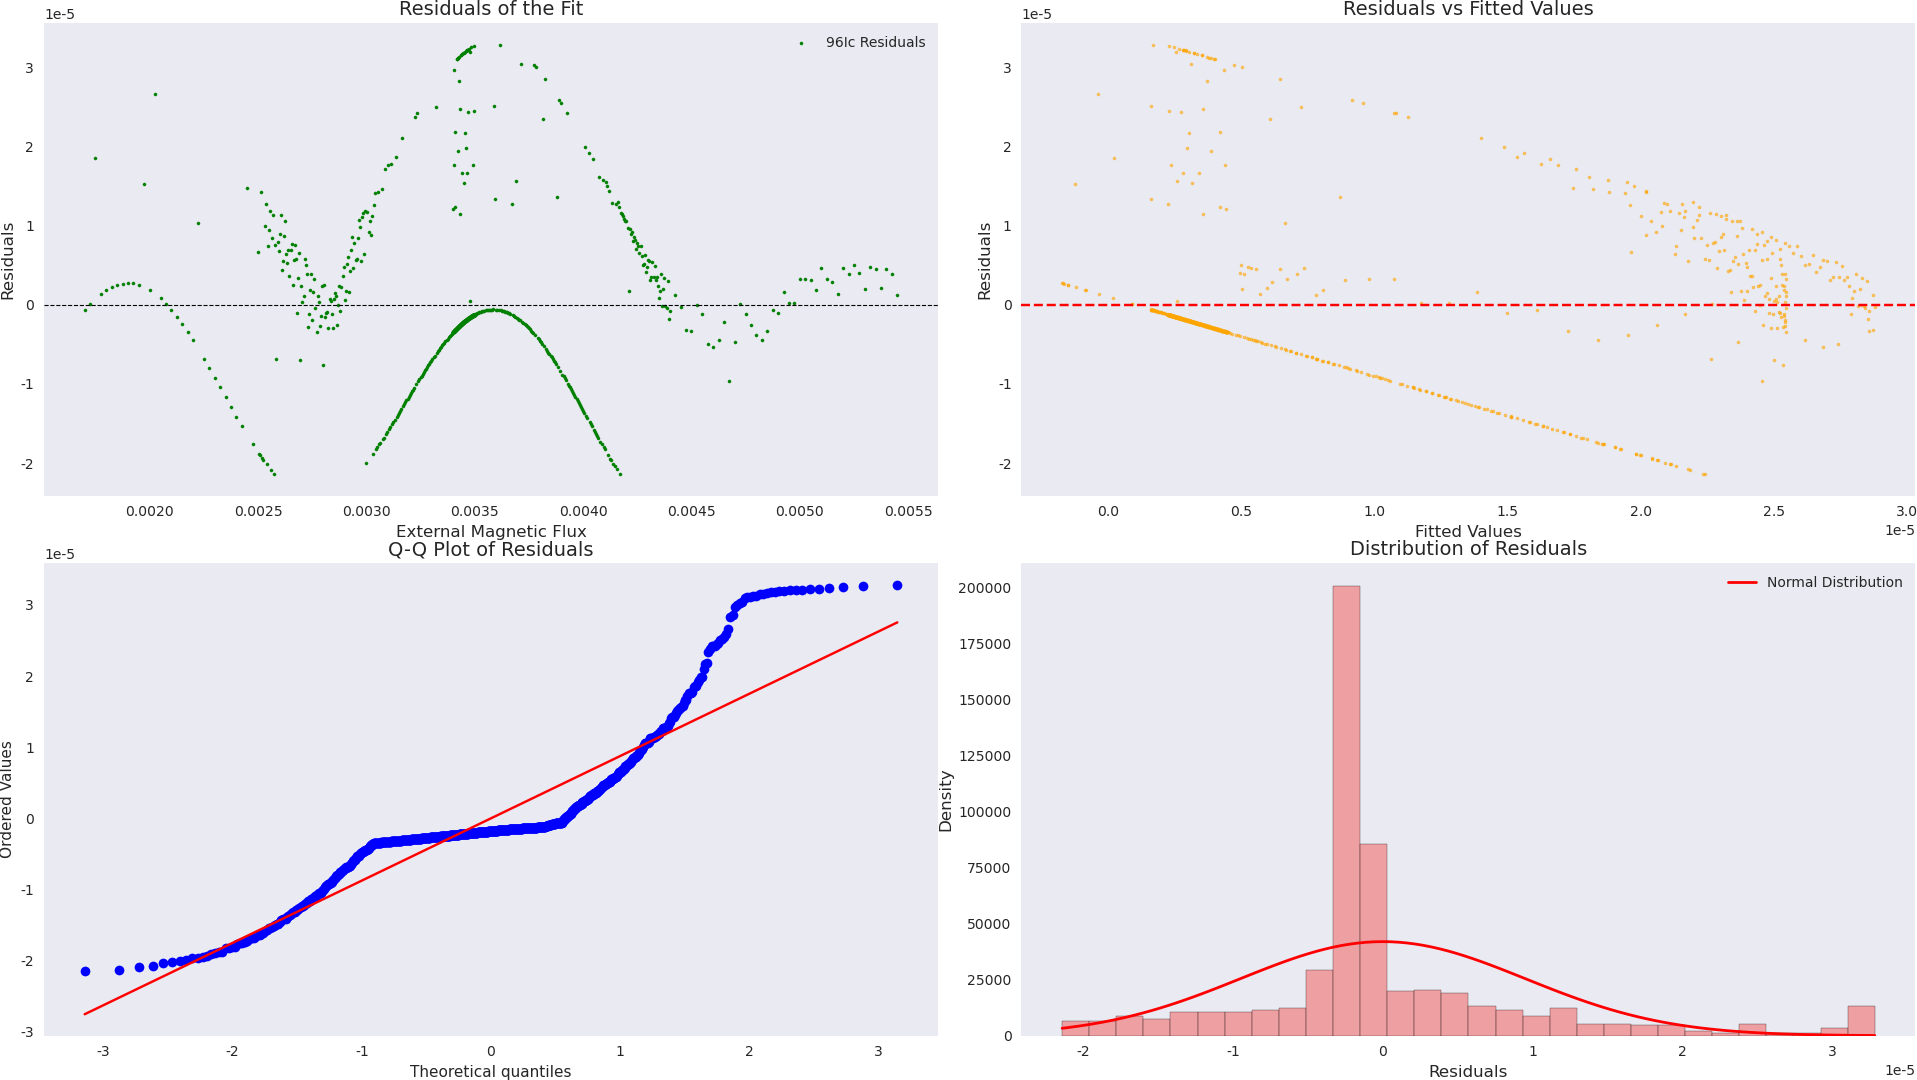 Residuals of the Fit
1e-5
96Ic Residuals
Residuals
3
2
1
0
-1
-2
0.0020 0.0025 0.0030 0.0035 0.0040 0.0045 0.0050 0.0055
External Magnetic Flux
Residuals vs Fitted Values
1e-5
Residuals
3
2
1
0
-1
-2
0.0 0.5 1.0 1.5 2.0 2.5 3.0
Fitted Values
1e-5
Q-Q Plot of Residuals
1e-5
Ordered Values
3
2
1
0
-1
-2
-3
-3 -2 -1 0 1 2 3
Theoretical quantiles
Distribution of Residuals
Normal Distribution
Density
200000
175000
150000
125000
100000
75000
50000
25000
0
-2 -1 0 1 2 3
Residuals
1e-5